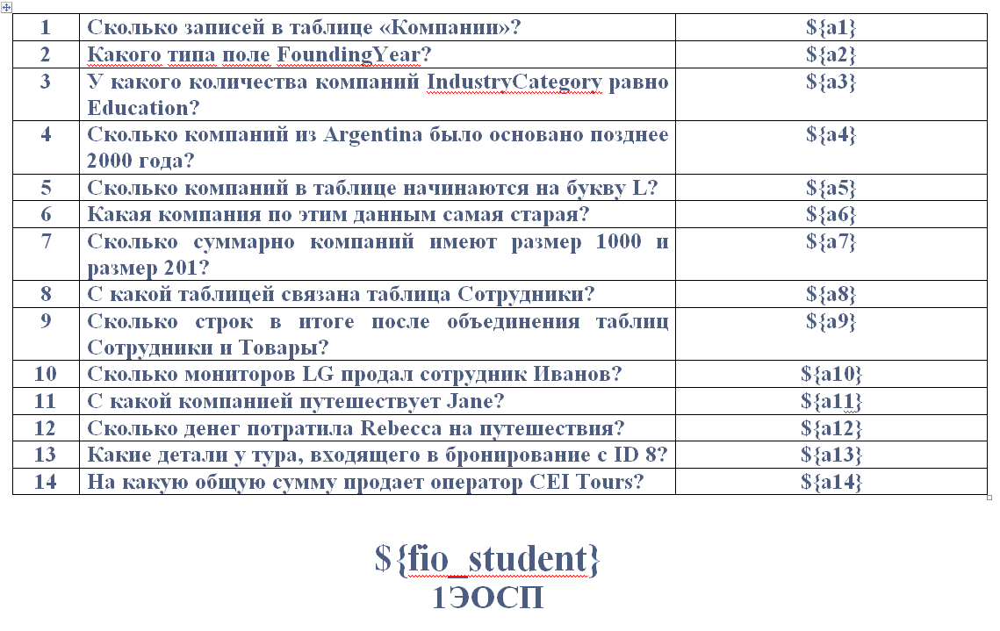 1 Сколько записей в таблице «Компании»? ${a1}
2 Какого типа поле FoundingYear? ${a2}
3 У какого количества компаний IndustryCategory равно ${a3}
Education?
4 Сколько компаний из Argentina было основано позднее ${a4}
2000 года?
5 Сколько компаний в таблице начинаются на букву L? ${a5}
6 Какая компания по этим данным самая старая? ${a6}
7 Сколько суммарно компаний имеют размер 1000 и ${a7}
размер 201?
8 С какой таблицей связана таблица Сотрудники? ${a8}
9 Сколько строк в итоге после объединения таблиц ${a9}
Сотрудники и Товары?
10 Сколько мониторов LG продал сотрудник Иванов? ${a10}
11 С какой компанией путешествует Jane? ${a11}
12 Сколько денег потратила Rebecca на путешествия? ${a12}
13 Какие детали у тура, входящего в бронирование с ID 8? ${a13}
14 На какую общую сумму продает оператор CEI Tours? ${a14}
${fio_student}
1ЭОСП